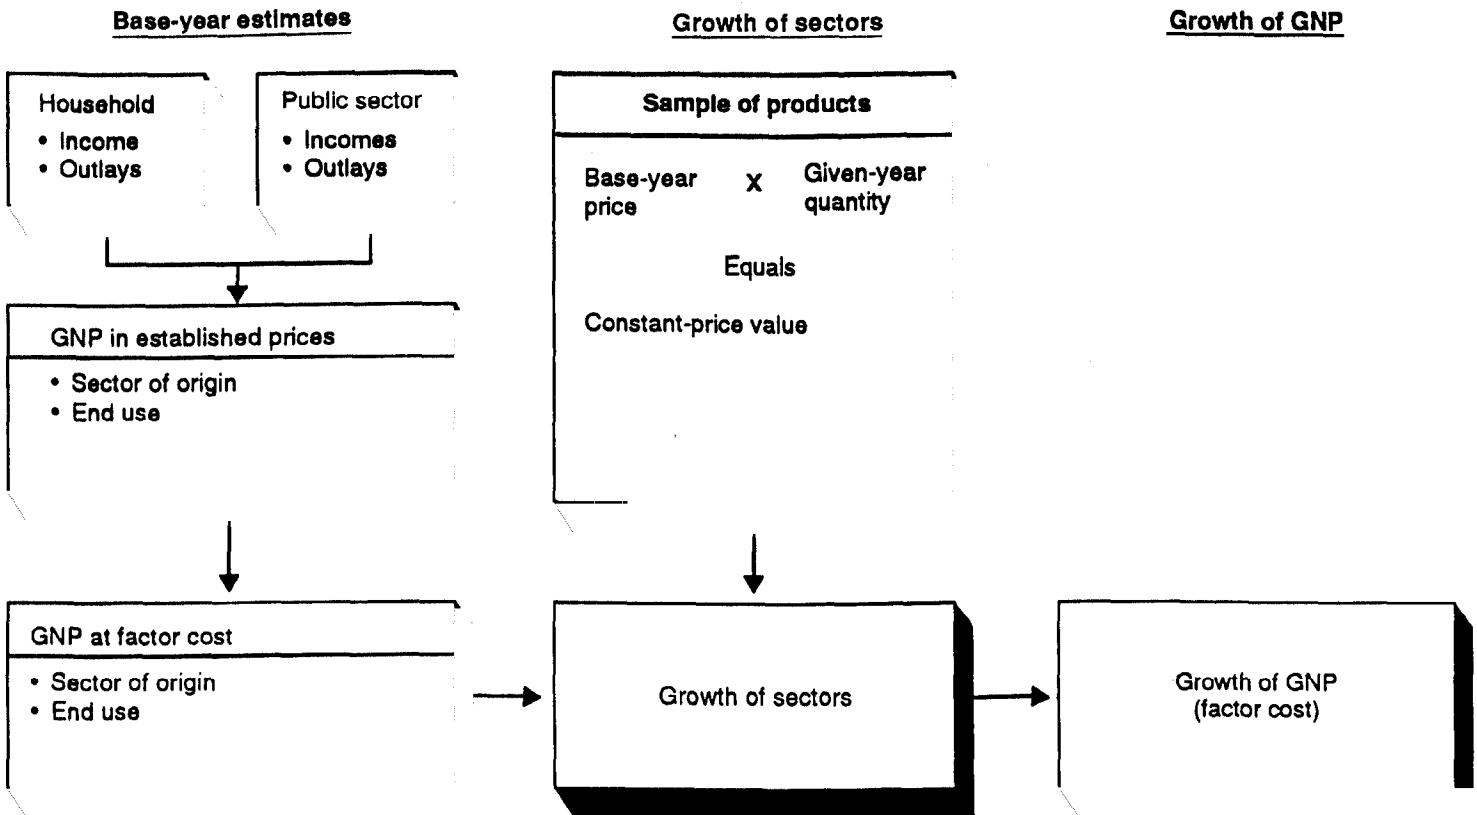 Base-year estimates
Household
• Income
• Outlays
Public sector
• Incomes
• Outlays
GNP in established prices
• Sector of origin
• End use
GNP at factor cost
• Sector of origin
• End use
Growth of sectors
Sample of products
Base-year
price
X
Given-year
quantity
Equals
Constant-price value
Growth of sectors
Growth of GNP
Growth of GNP
(factor cost)